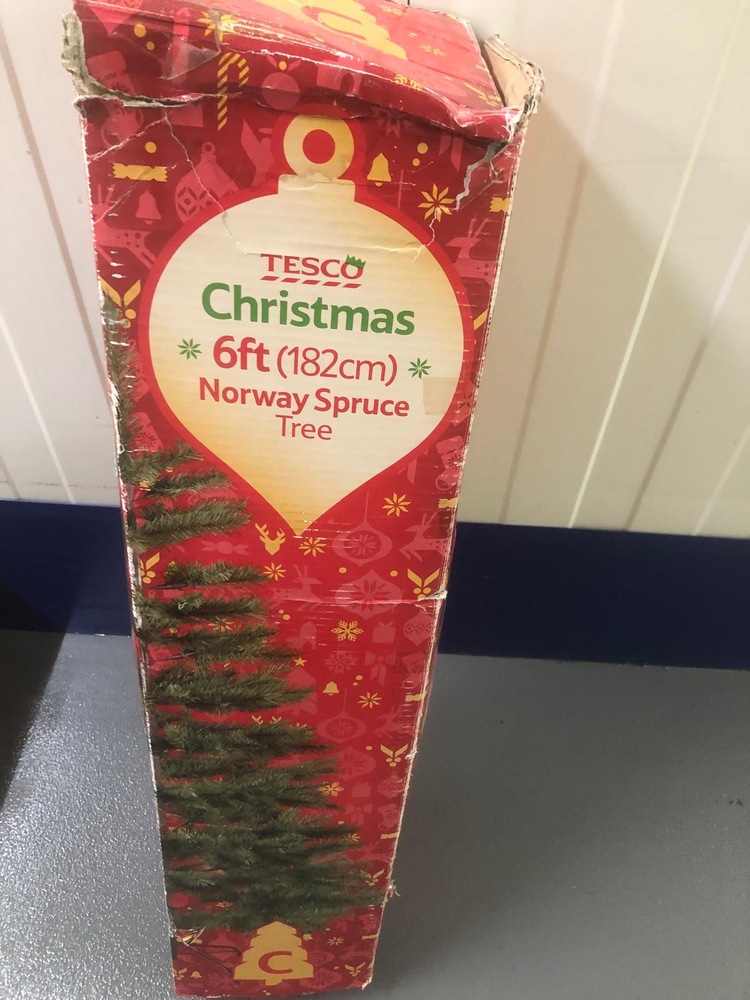 TESCO
Christmas
6ft (182cm)
Norway Spruce
Tree
C